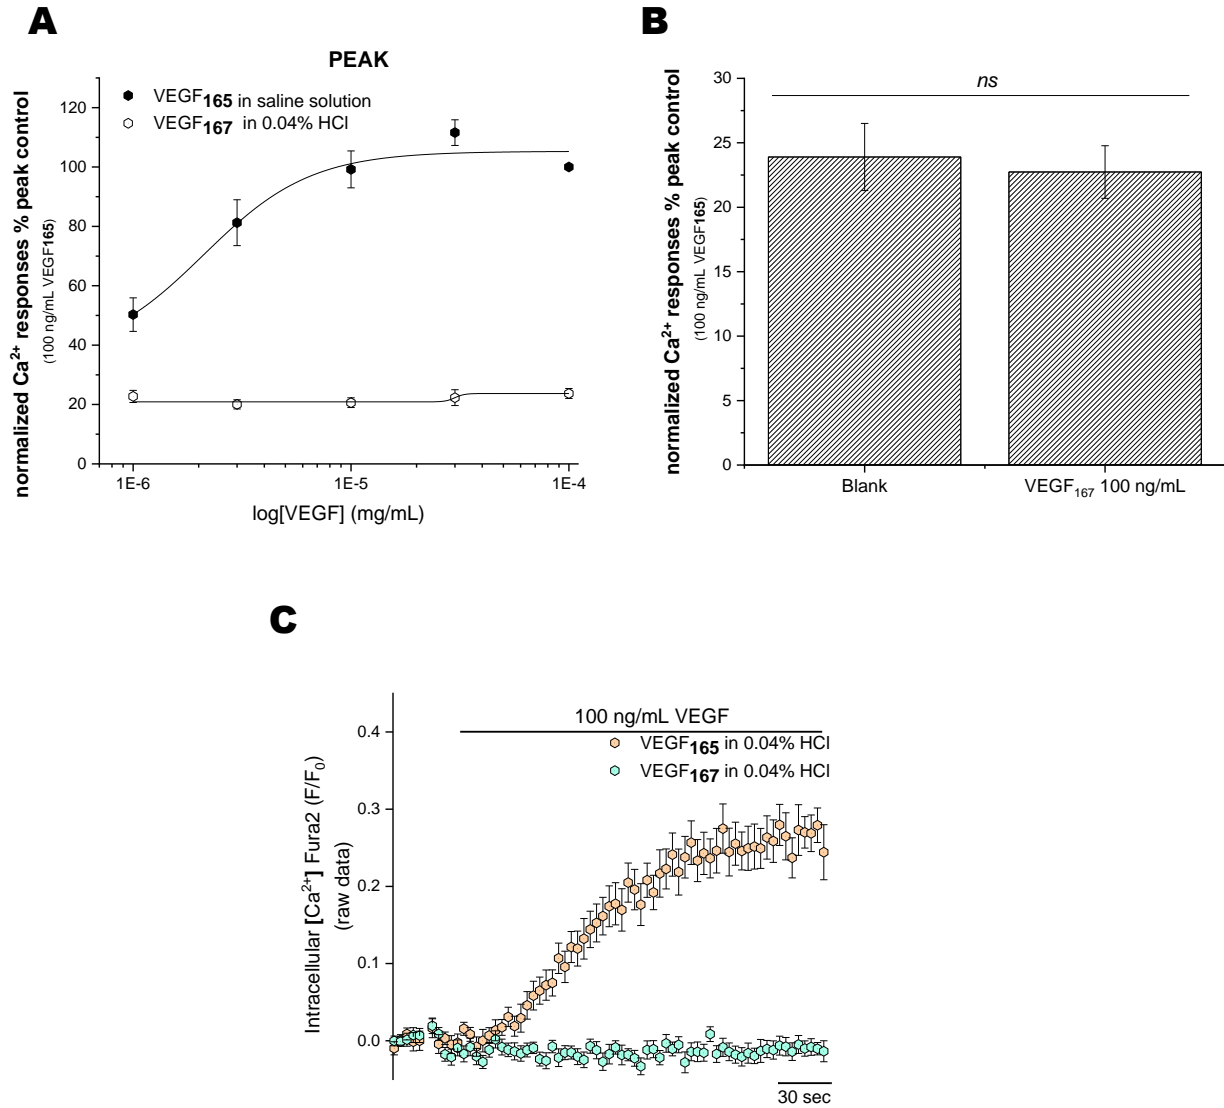 A
PEAK
VEGF165 in saline solution
VEGF167 in 0.04% HCl
normalized Ca2+ responses % peak control
(100 ng/mL VEGF165)
120
100
80
60
40
20
0
1E-6 1E-5 1E-4
log[VEGF] (mg/mL)
B
ns
normalized Ca2+ responses % peak control
(100 ng/mL VEGF165)
30
25
20
15
10
5
0
Blank VEGF167 100 ng/mL
C
100 ng/mL VEGF
VEGF165 in 0.04% HCl
VEGF167 in 0.04% HCl
Intracellular [Ca2+] Fura2 (F/F0)
(raw data)
0.4
0.3
0.2
0.1
0.0
30 sec